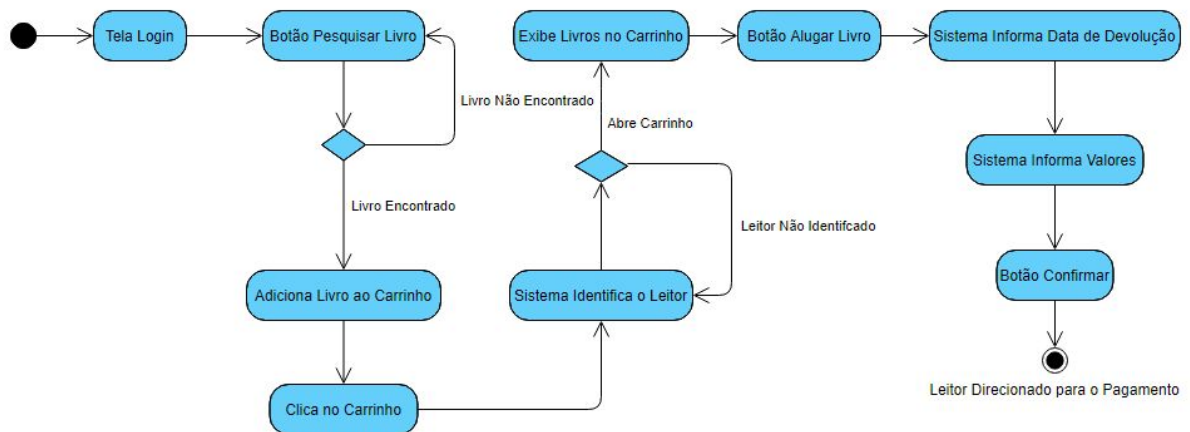 Tela Login
Botão Pesquisar Livro
Livro Não Encontrado
Livro Encontrado
Adiciona Livro ao Carrinho
Clica no Carrinho
Sistema Identifica o Leitor
Leitor Não Identifcado
Abre Carrinho
Exibe Livros no Carrinho
Botão Alugar Livro
Sistema Informa Data de Devolução
Sistema Informa Valores
Botão Confirmar
Leitor Direcionado para o Pagamento